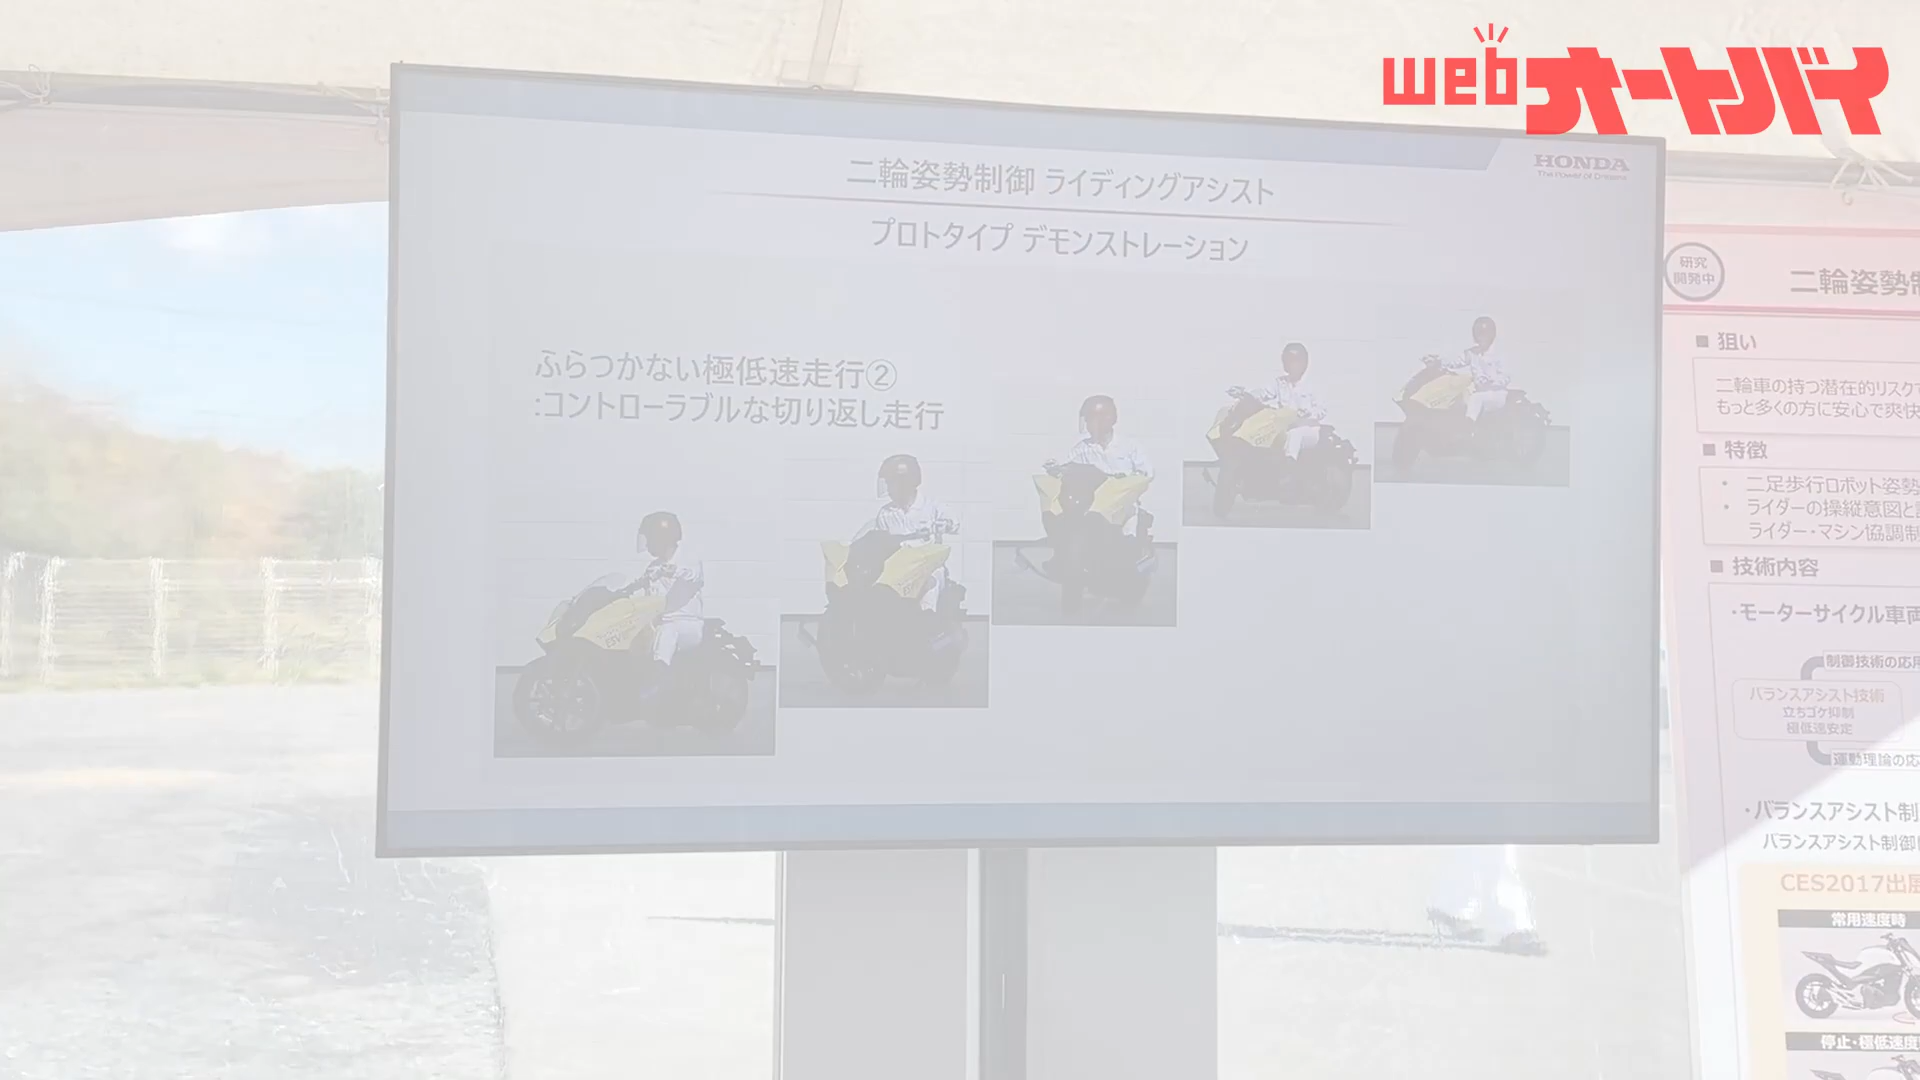 webオートバイ
HONDA
The Power of Dreams
二輪姿勢制御 ライディングアシスト
プロトタイプ デモンストレーション
ふらつかない極低速走行②
:コントローラブルな切り返し走行
研究
開発中
二輪姿勢制
■ 狙い
二輪車の持つ潜在的リスク
もっと多くの方に安心で爽快
■ 特徴
・ 二足歩行ロボット姿勢
・ ライダーの操縦意図と
ライダー・マシン協調制
■ 技術内容
・モーターサイクル車両
制御技術の応用
バランスアシスト技術
立ちゴケ抑制
極低速安定
運動理論の応
・バランスアシスト制
バランスアシスト制御
CES2017出展
常用速度時
停止・極低速度